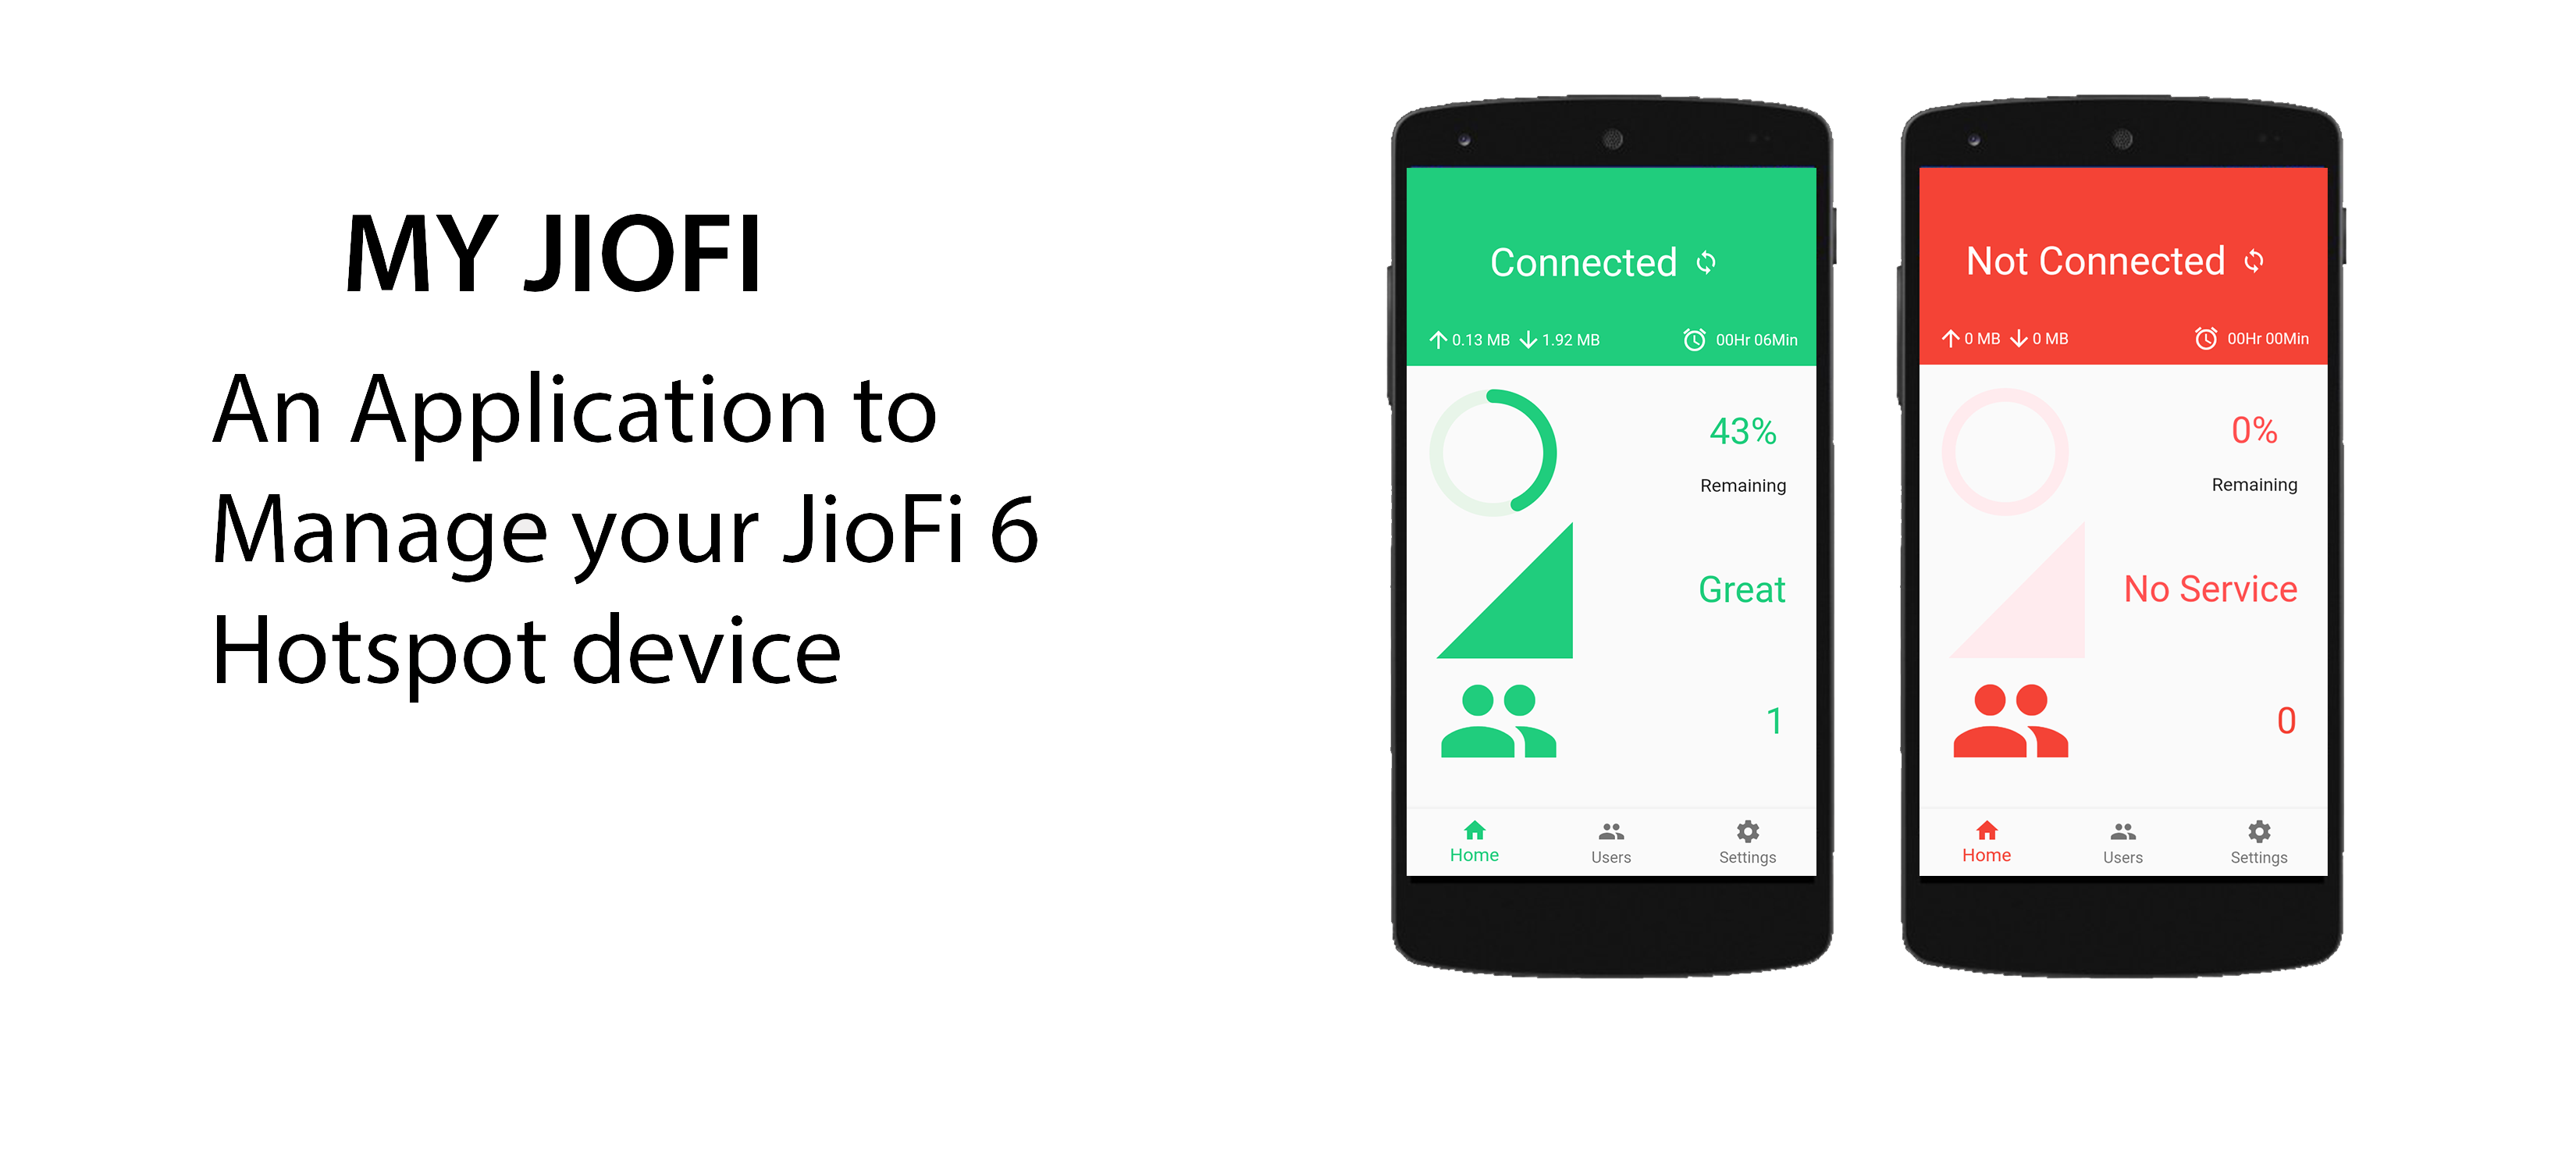 MY JIOFI
An Application to
Manage your JioFi 6
Hotspot device
Connected
0.13 MB 1.92 MB 00Hr 06Min
43%
Remaining
Great
1
Home Users Settings
Not Connected
0 MB 0 MB 00Hr 00Min
0%
Remaining
No Service
0
Home Users Settings